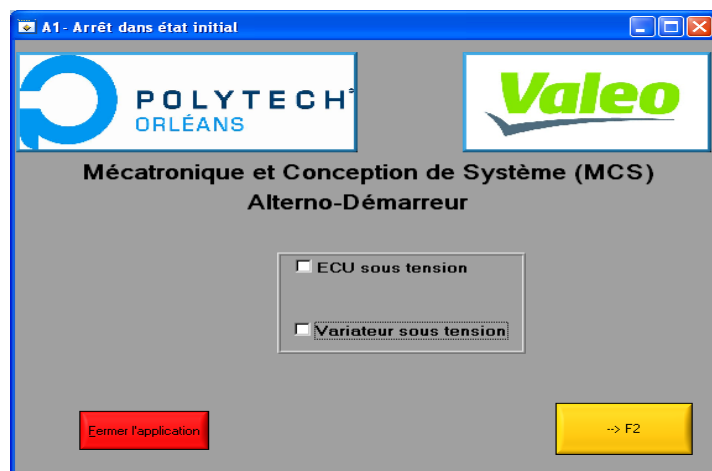 A1- Arrêt dans état initial
POLYTECH
ORLÉANS
Valeo
Mécatronique et Conception de Système (MCS)
Alterno-Démarreur
ECU sous tension
Variateur sous tension
Fermer l'application
--> F2